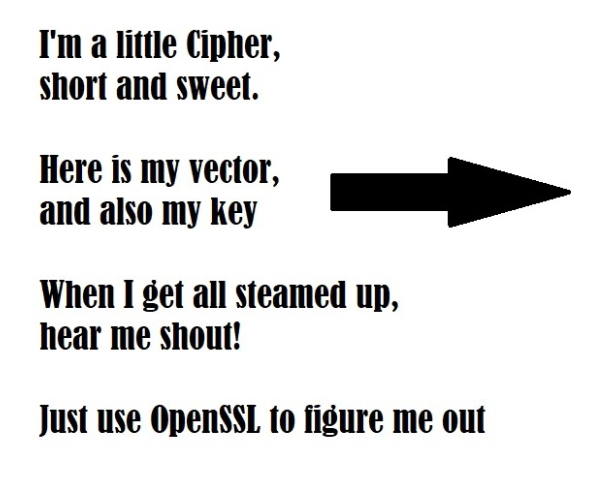 I'm a little Cipher,
short and sweet.
Here is my vector,
and also my key
When I get all steamed up,
hear me shout!
Just use OpenSSL to figure me out